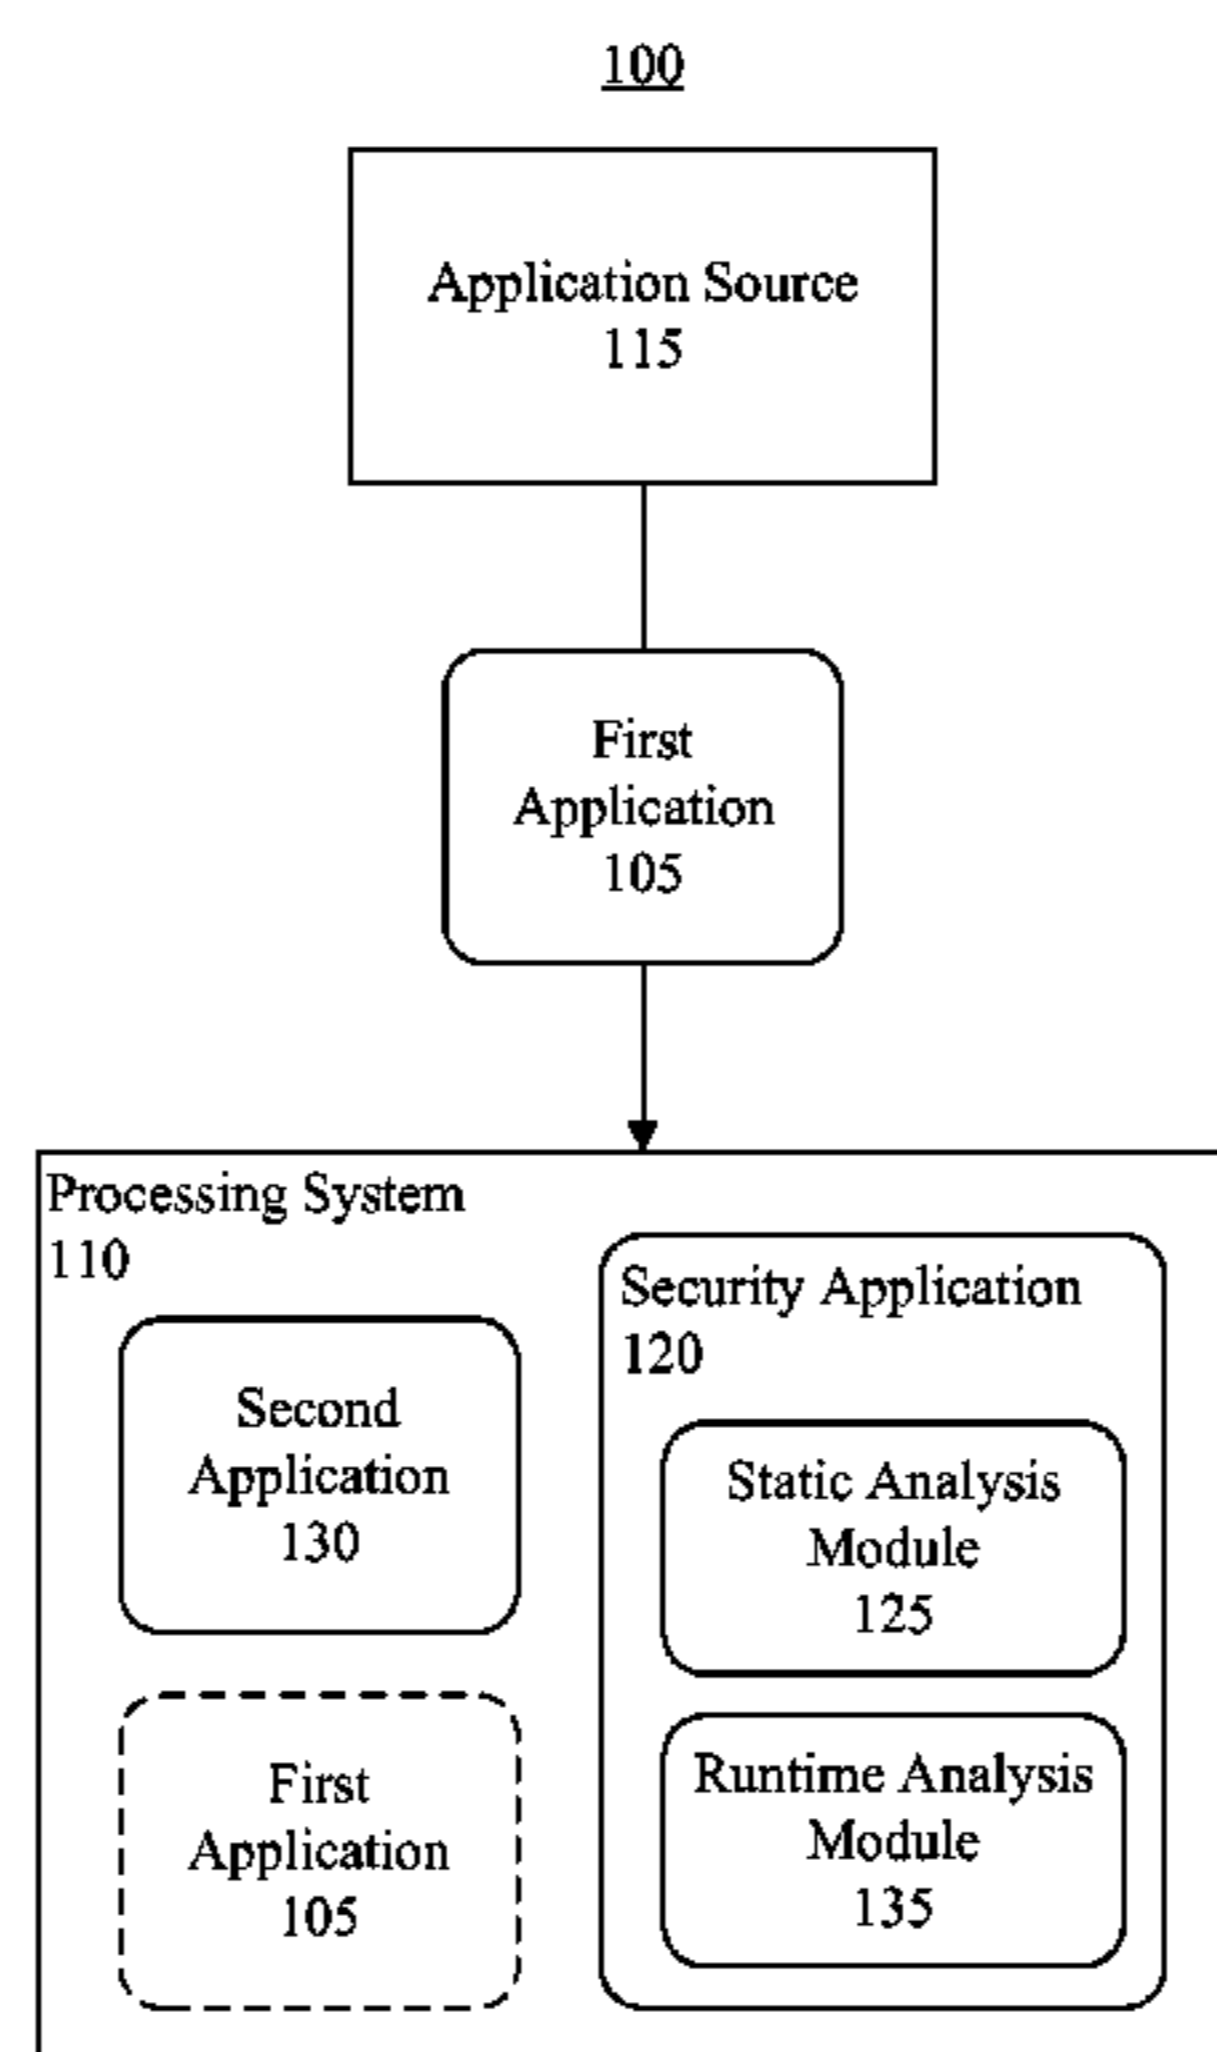 100
Application Source
115
First
Application
105
Processing System
110
Second
Application
130
First
Application
105
Security Application
120
Static Analysis
Module
125
Runtime Analysis
Module
135